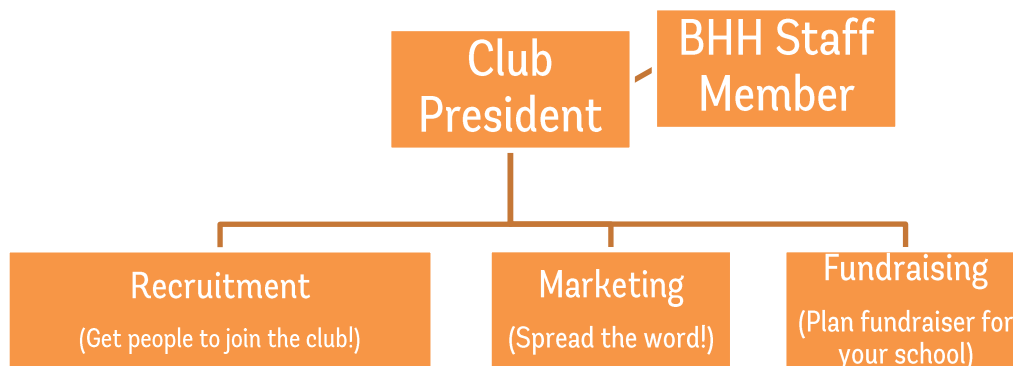 Club
President
BHH Staff
Member
Recruitment
(Get people to join the club!)
Marketing
(Spread the word!)
Fundraising
(Plan fundraiser for
your school)